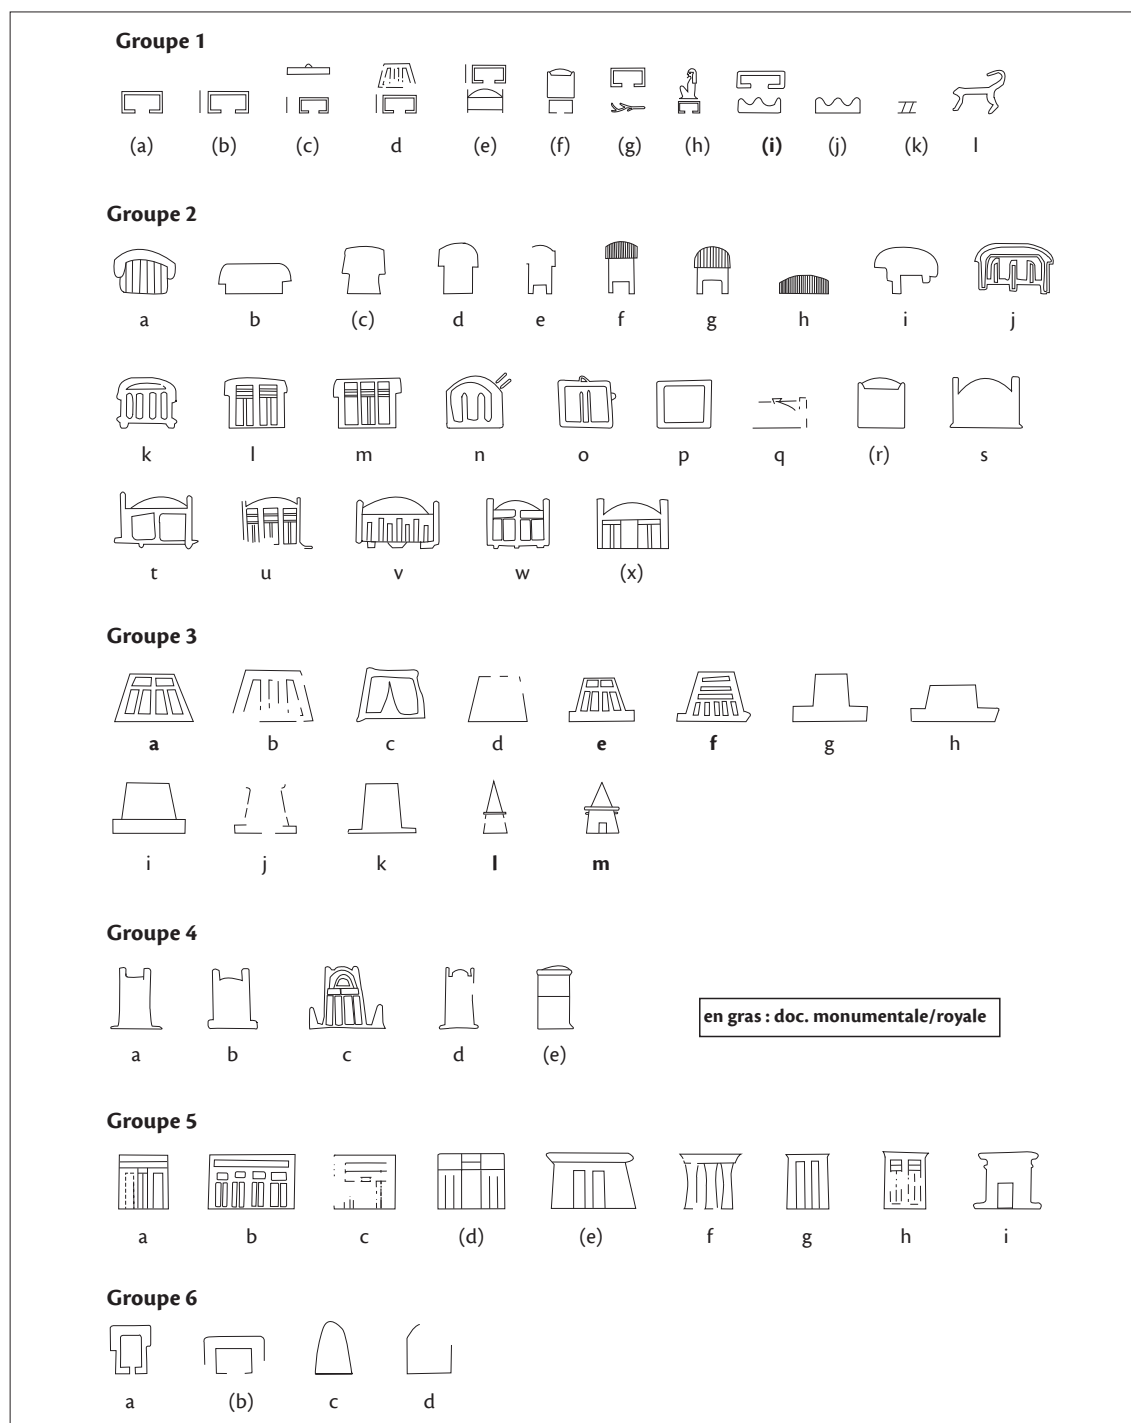 Groupe 1
(a) (b) (c) d (e) (f) (g) (h) (i) (j) (k) l
Groupe 2
a b (c) d e f g h i j
k l m n o p q (r) s
t u v w (x)
Groupe 3
a b c d e f g h
i j k l m
Groupe 4
a b c d (e)
en gras : doc. monumentale/royale
Groupe 5
a b c (d) (e) f g h i
Groupe 6
a (b) c d